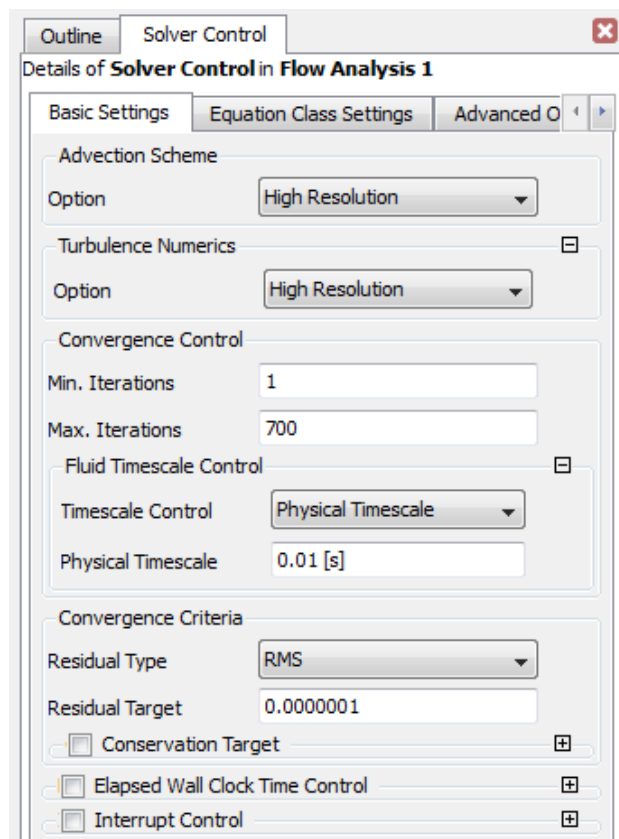 Outline Solver Control
Details of Solver Control in Flow Analysis 1
Basic Settings Equation Class Settings Advanced O
Advection Scheme
Option High Resolution
Turbulence Numerics
Option High Resolution
Convergence Control
Min. Iterations 1
Max. Iterations 700
Fluid Timescale Control
Timescale Control Physical Timescale
Physical Timescale 0.01 [s]
Convergence Criteria
Residual Type RMS
Residual Target 0.0000001
Conservation Target
Elapsed Wall Clock Time Control
Interrupt Control